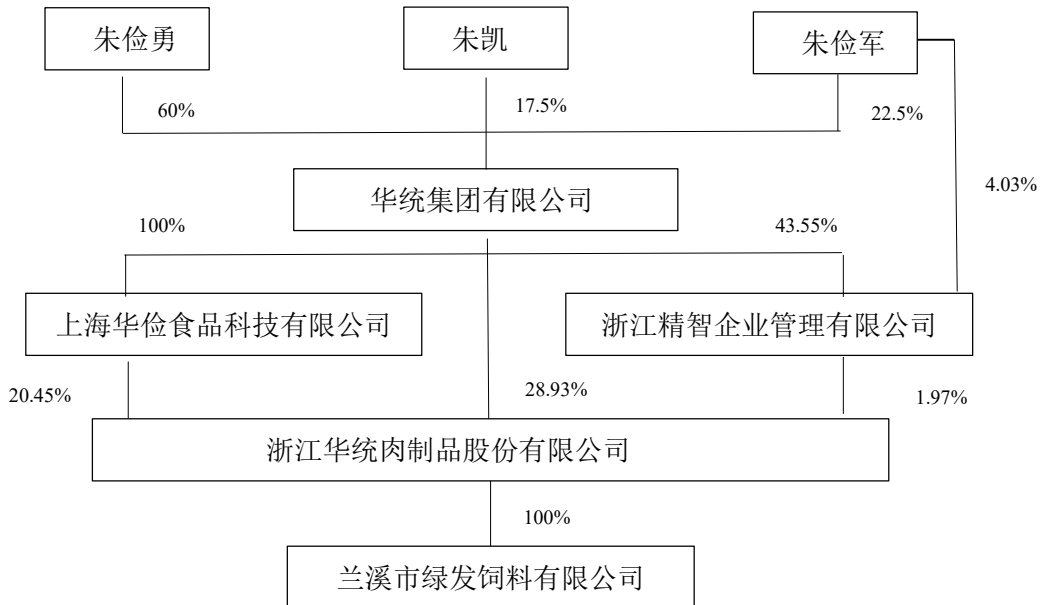 朱俭勇
朱凯
朱俭军
60%
17.5%
22.5%
4.03%
华统集团有限公司
100%
43.55%
上海华俭食品科技有限公司
浙江精智企业管理有限公司
20.45%
28.93%
1.97%
浙江华统肉制品股份有限公司
100%
兰溪市绿发饲料有限公司